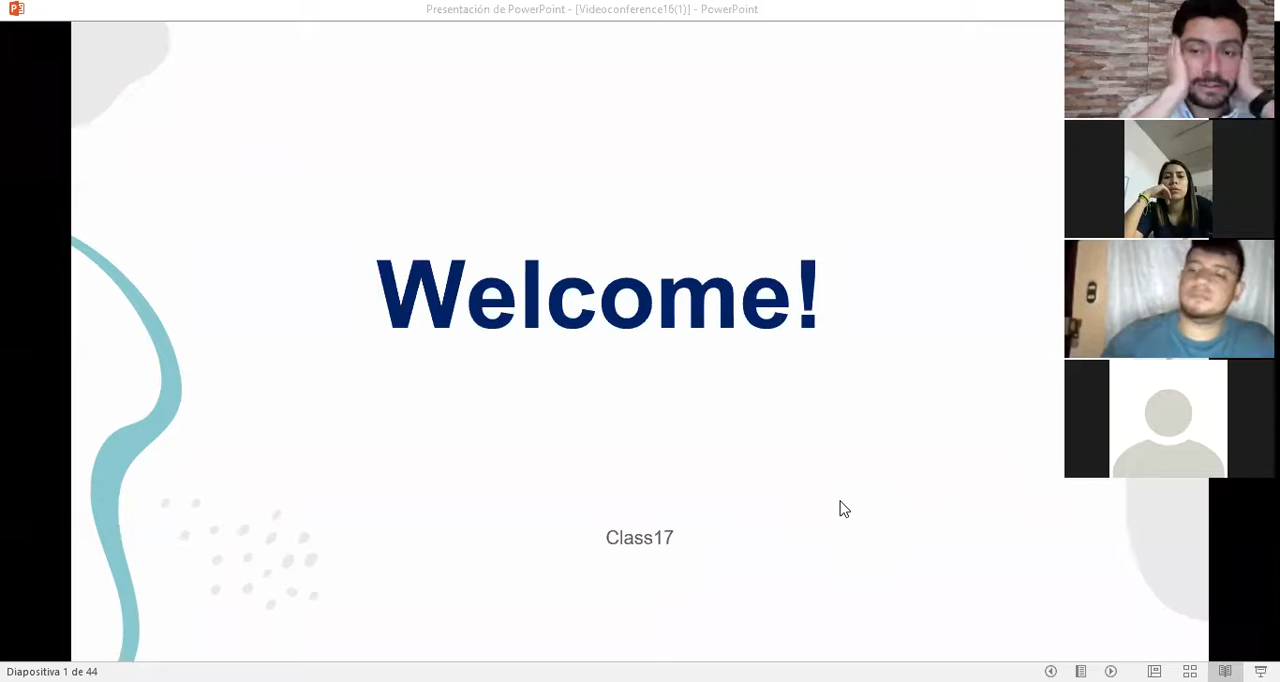 Presentación de PowerPoint - [Videoconference16(1)] - PowerPoint
Welcome!
Class17
Diapositiva 1 de 44